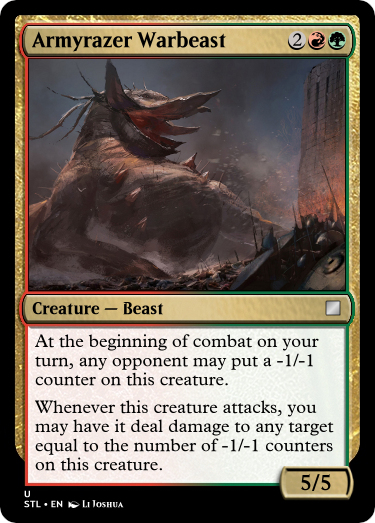 Armyrazer Warbeast 2
Creature — Beast
At the beginning of combat on your
turn, any opponent may put a -1/-1
counter on this creature.
Whenever this creature attacks, you
may have it deal damage to any target
equal to the number of -1/-1 counters
on this creature.
5/5
U
STL • EN Li Joshua